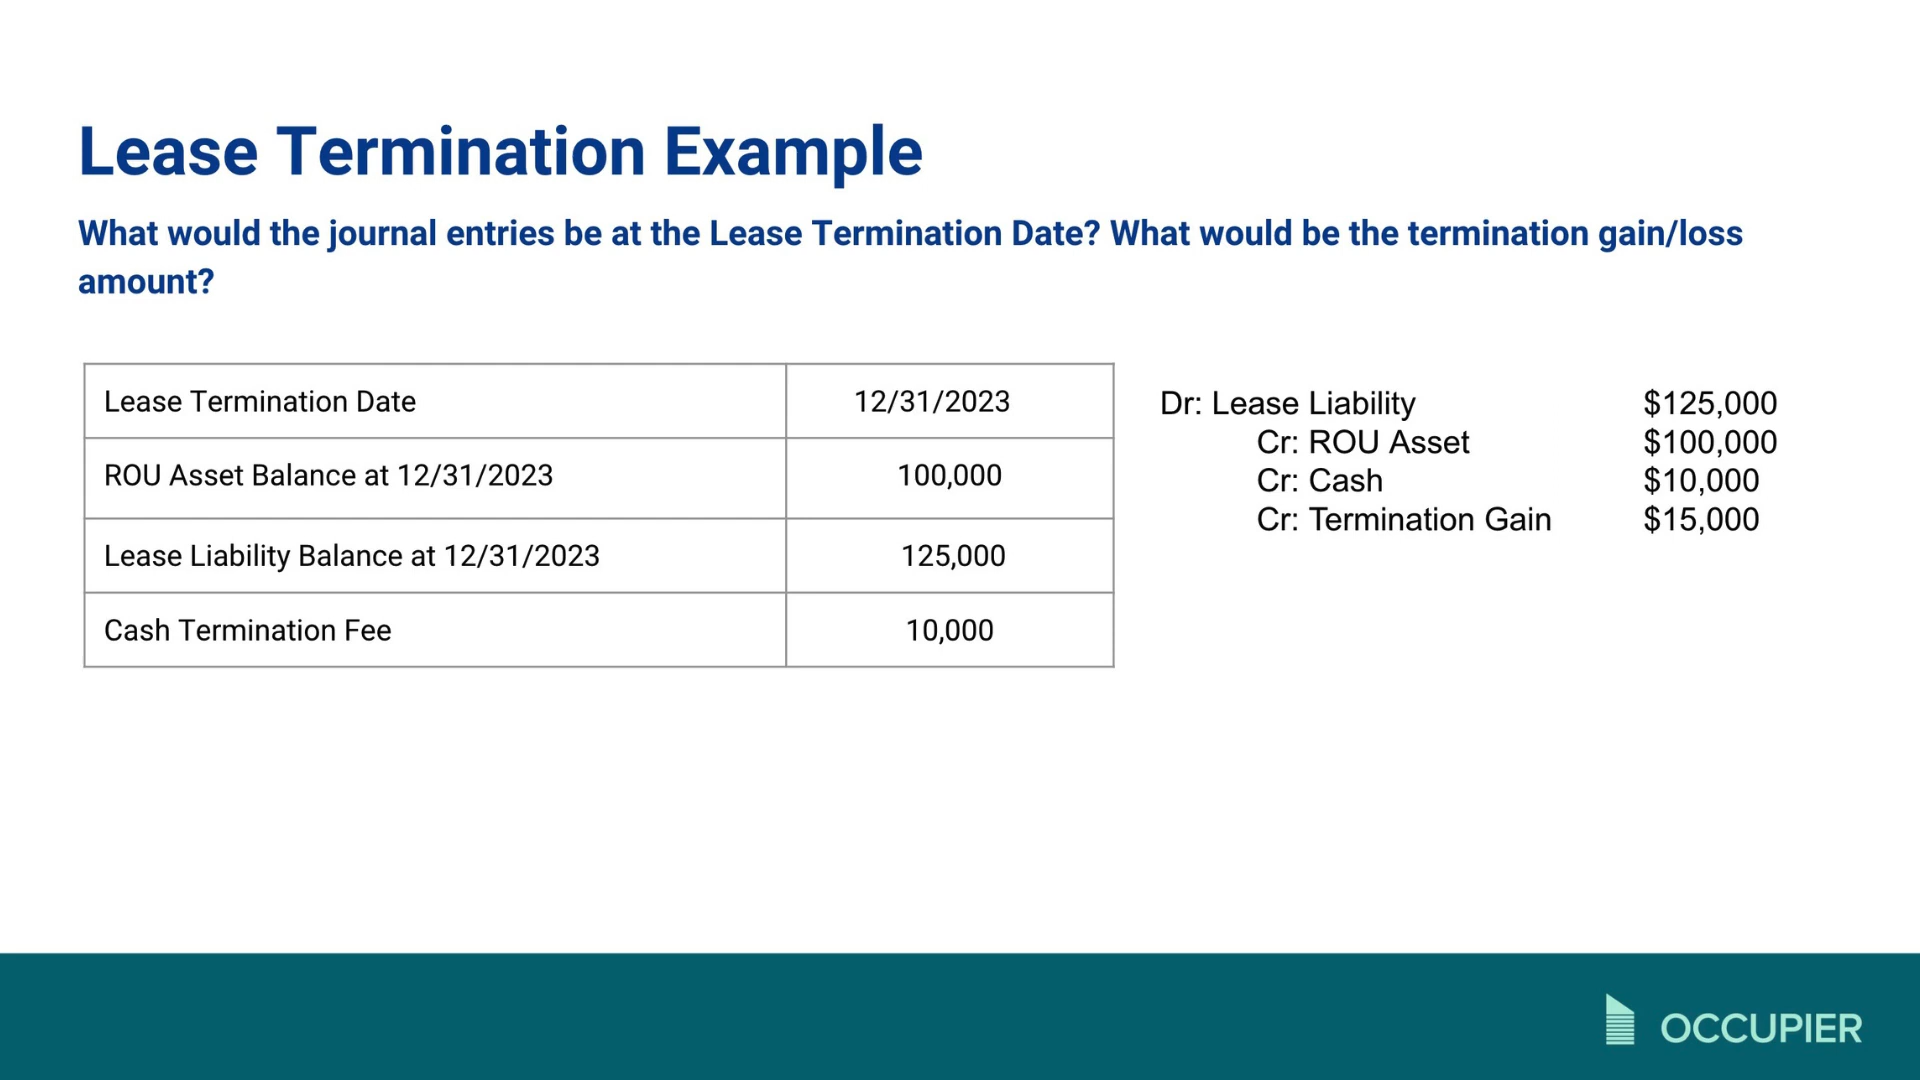 Lease Termination Example
What would the journal entries be at the Lease Termination Date? What would be the termination gain/loss
amount?
Lease Termination Date 12/31/2023
ROU Asset Balance at 12/31/2023 100,000
Lease Liability Balance at 12/31/2023 125,000
Cash Termination Fee 10,000
Dr: Lease Liability $125,000
Cr: ROU Asset $100,000
Cr: Cash $10,000
Cr: Termination Gain $15,000
OCCUPIER